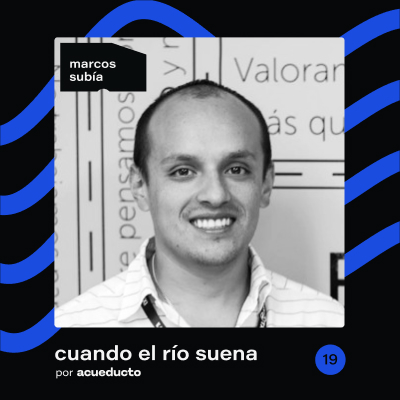 marcos
subía
Valoran
ás qu
pensamos
y
cuando el río suena
por acueducto
19